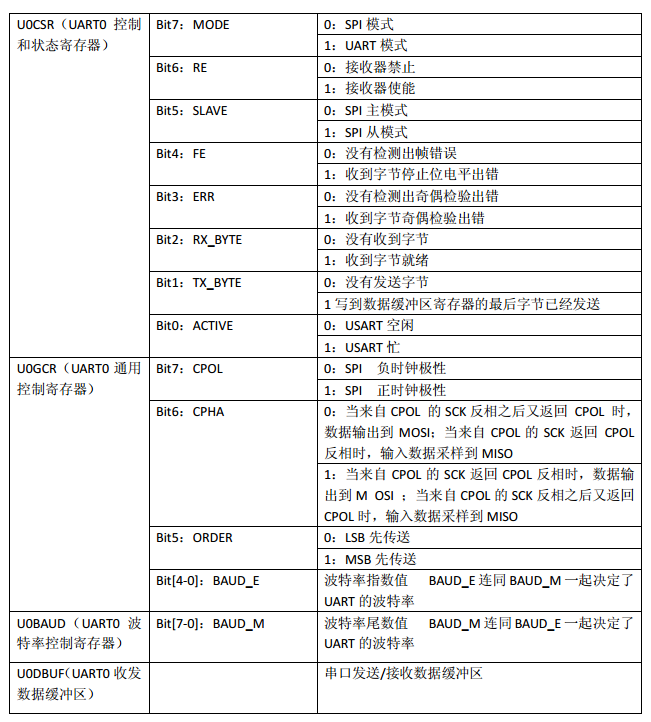 U0CSR（UART0 控制
和状态寄存器）
Bit7：MODE
0：SPI 模式
1：UART 模式
Bit6：RE
0：接收器禁止
1：接收器使能
Bit5：SLAVE
0：SPI 主模式
1：SPI 从模式
Bit4：FE
0：没有检测出帧错误
1：收到字节停止位电平出错
Bit3：ERR
0：没有检测出奇偶检验出错
1：收到字节奇偶检验出错
Bit2：RX_BYTE
0：没有收到字节
1：收到字节就绪
Bit1：TX_BYTE
0：没有发送字节
1 写到数据缓冲区寄存器的最后字节已经发送
Bit0：ACTIVE
0：USART 空闲
1：USART 忙
U0GCR（UART0 通用
控制寄存器）
Bit7：CPOL
0：SPI 负时钟极性
1：SPI 正时钟极性
Bit6：CPHA
0：当来自 CPOL 的 SCK 反相之后又返回 CPOL 时，
数据输出到 MOSI；当来自 CPOL 的 SCK 返回 CPOL
反相时，输入数据采样到 MISO
1：当来自 CPOL 的 SCK 返回 CPOL 反相时，数据输
出到 M OSI ；当来自 CPOL 的 SCK 反相之后又返回
CPOL 时，输入数据采样到 MISO
Bit5：ORDER
0：LSB 先传送
1：MSB 先传送
Bit[4-0]：BAUD_E
波特率指数值 BAUD_E 连同 BAUD_M 一起决定了
UART 的波特率
U0BAUD（UART0 波
特率控制寄存器）
Bit[7-0]：BAUD_M
波特率尾数值 BAUD_M 连同 BAUD_E 一起决定了
UART 的波特率
U0DBUF（UART0 收发
数据缓冲区）
串口发送/接收数据缓冲区